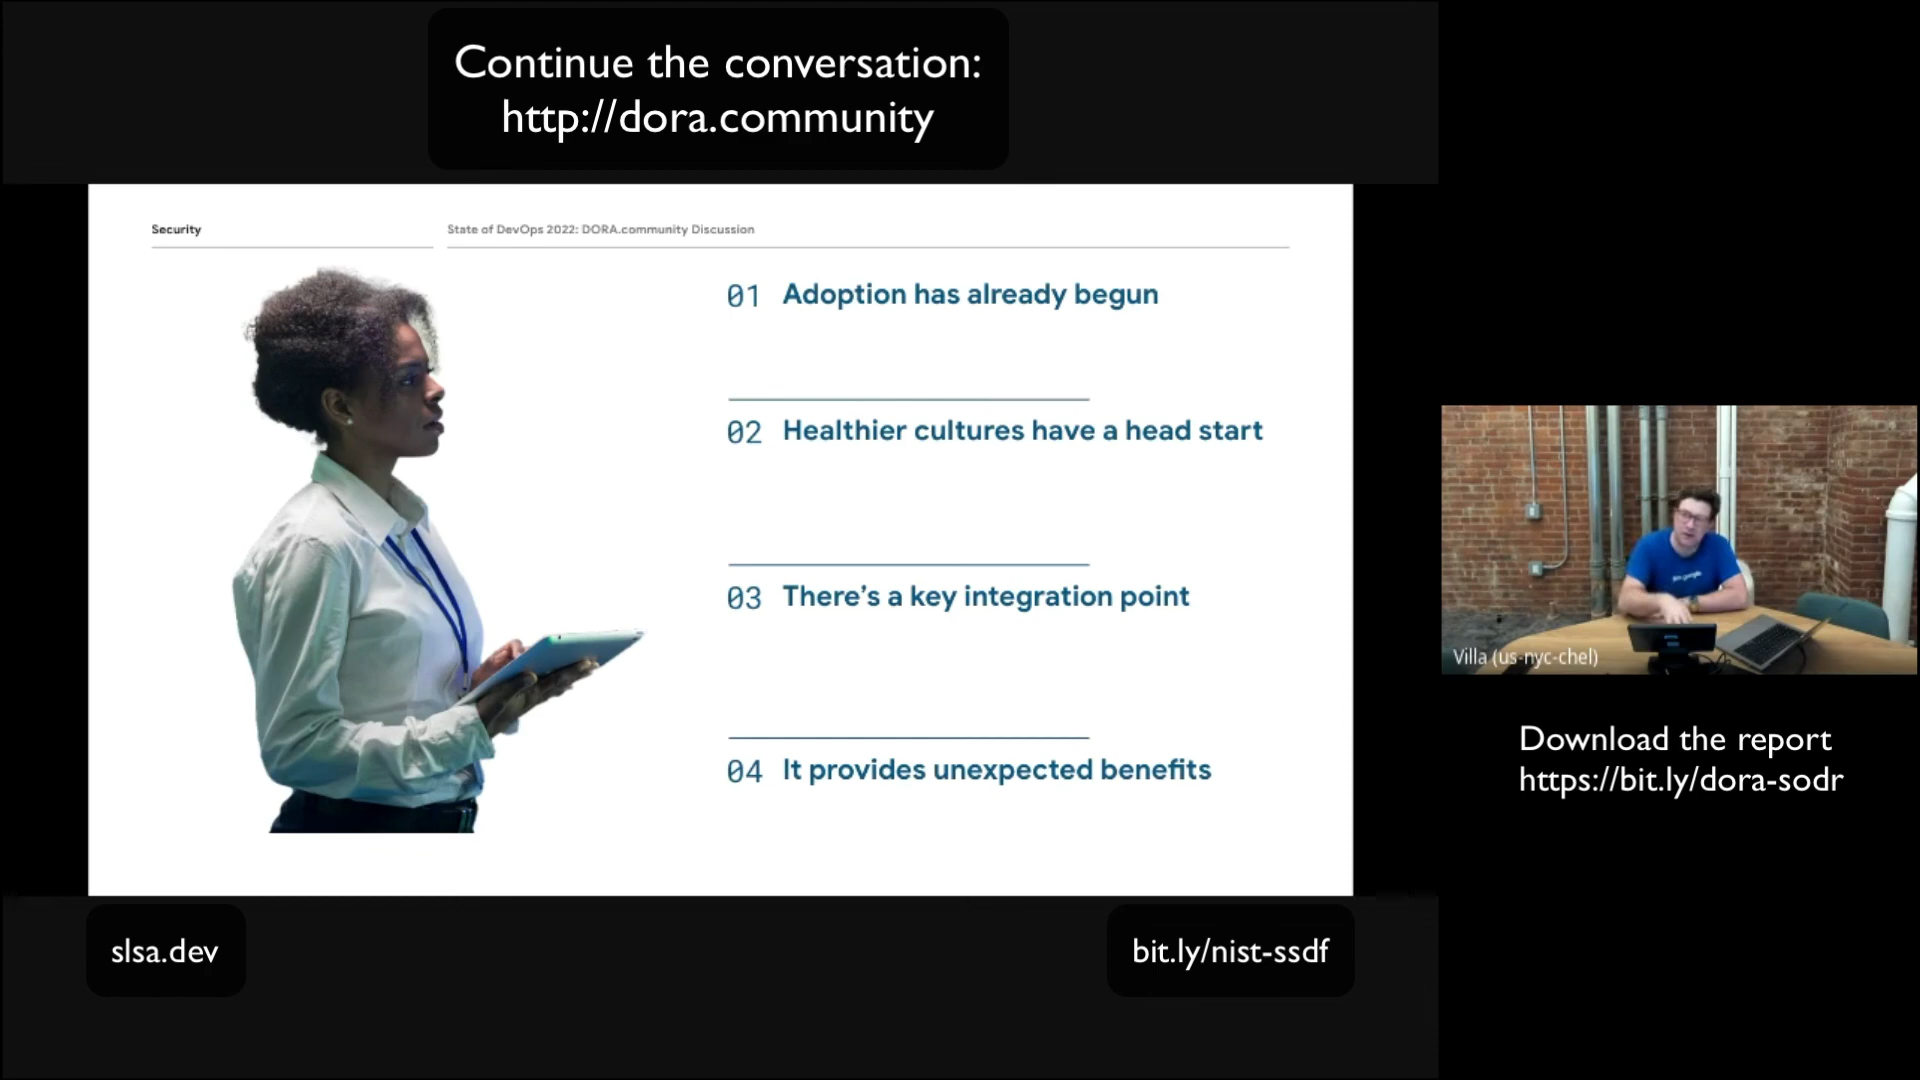 Continue the conversation:
http://dora.community
Security
State of DevOps 2022: DORA.community Discussion
01 Adoption has already begun
02 Healthier cultures have a head start
03 There's a key integration point
04 It provides unexpected benefits
Villa (us-nyc-chel)
Download the report
https://bit.ly/dora-sodr
slsa.dev
bit.ly/nist-ssdf